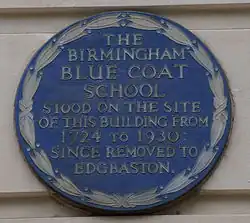 THE
BIRMINGHAM
BLUE COAT
SCHOOL
STOOD ON THE SITE
OF THIS BUILDING FROM
1724 TO 1930:
SINCE REMOVED TO
EDGBASTON.